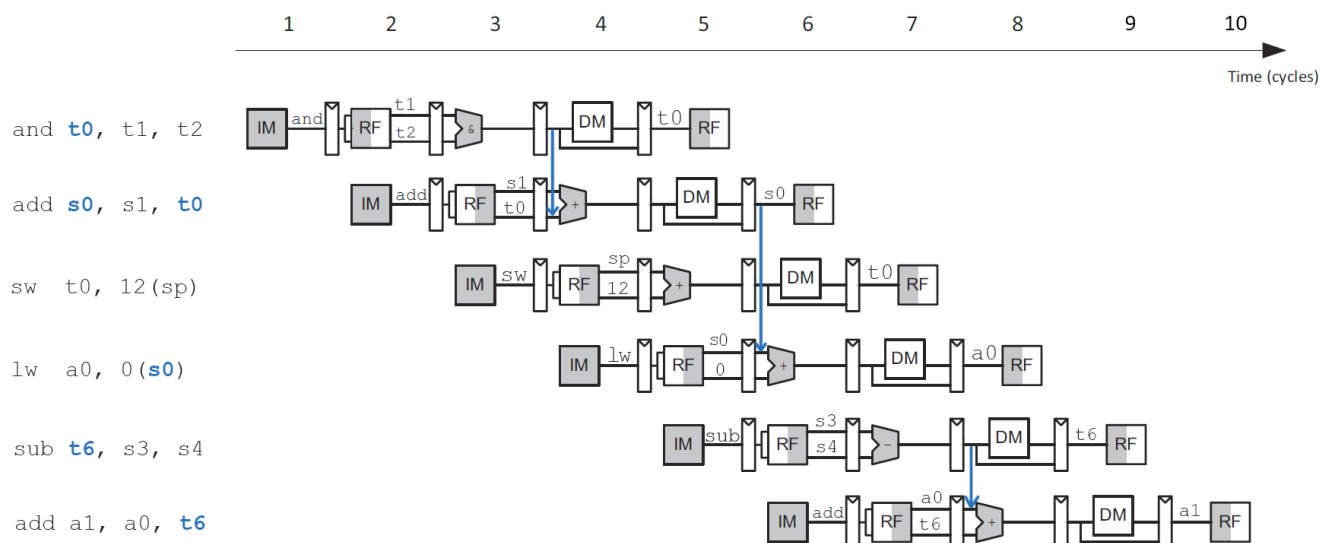 1 2 3 4 5 6 7 8 9 10
Time (cycles)
and t0, t1, t2
IM and RF t1 t2 & DM t0 RF
add s0, s1, t0
IM add RF s1 t0 + DM s0 RF
sw t0, 12(sp)
IM sw RF sp 12 + DM t0 RF
lw a0, 0(s0)
IM lw RF s0 0 + DM a0 RF
sub t6, s3, s4
IM sub RF s3 s4 - DM t6 RF
add a1, a0, t6
IM add RF a0 t6 + DM a1 RF